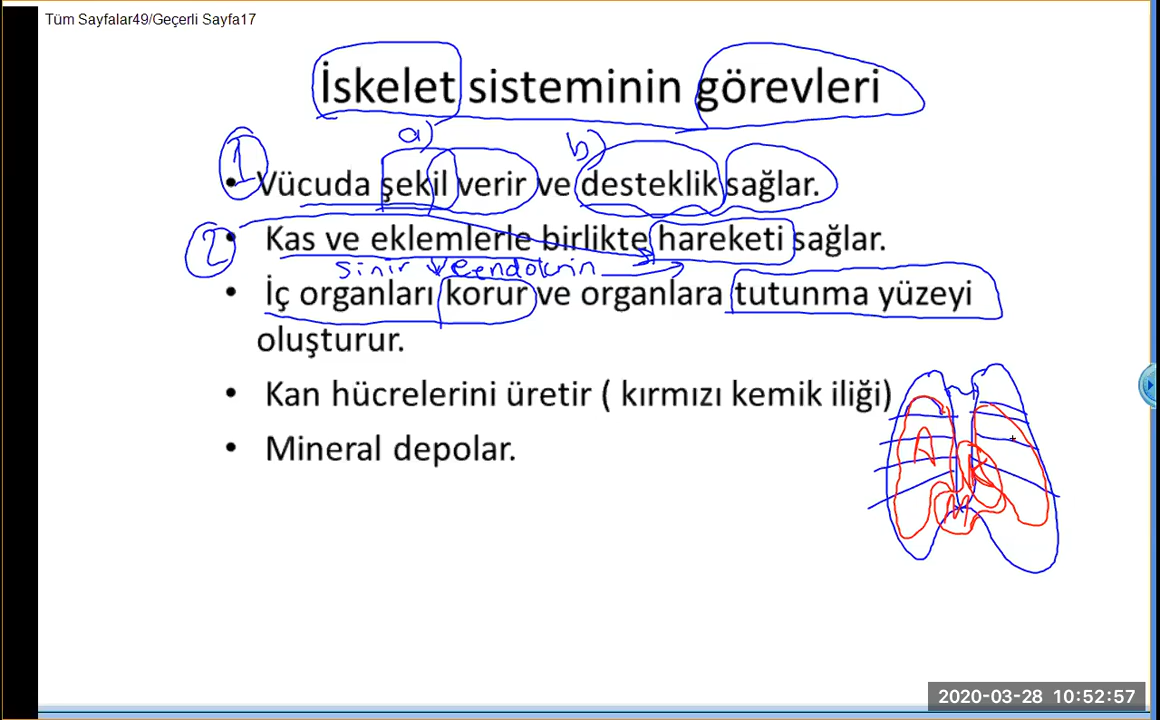 Tüm Sayfalar49/Geçerli Sayfa17
İskelet sisteminin görevleri
a) b)
1
• Vücuda şekil verir ve desteklik sağlar.
2
• Kas ve eklemlerle birlikte hareketi sağlar.
sinir ve endokrin
• İç organları korur ve organlara tutunma yüzeyi
oluşturur.
• Kan hücrelerini üretir ( kırmızı kemik iliği)
• Mineral depolar.
A K
M
2020-03-28 10:52:57